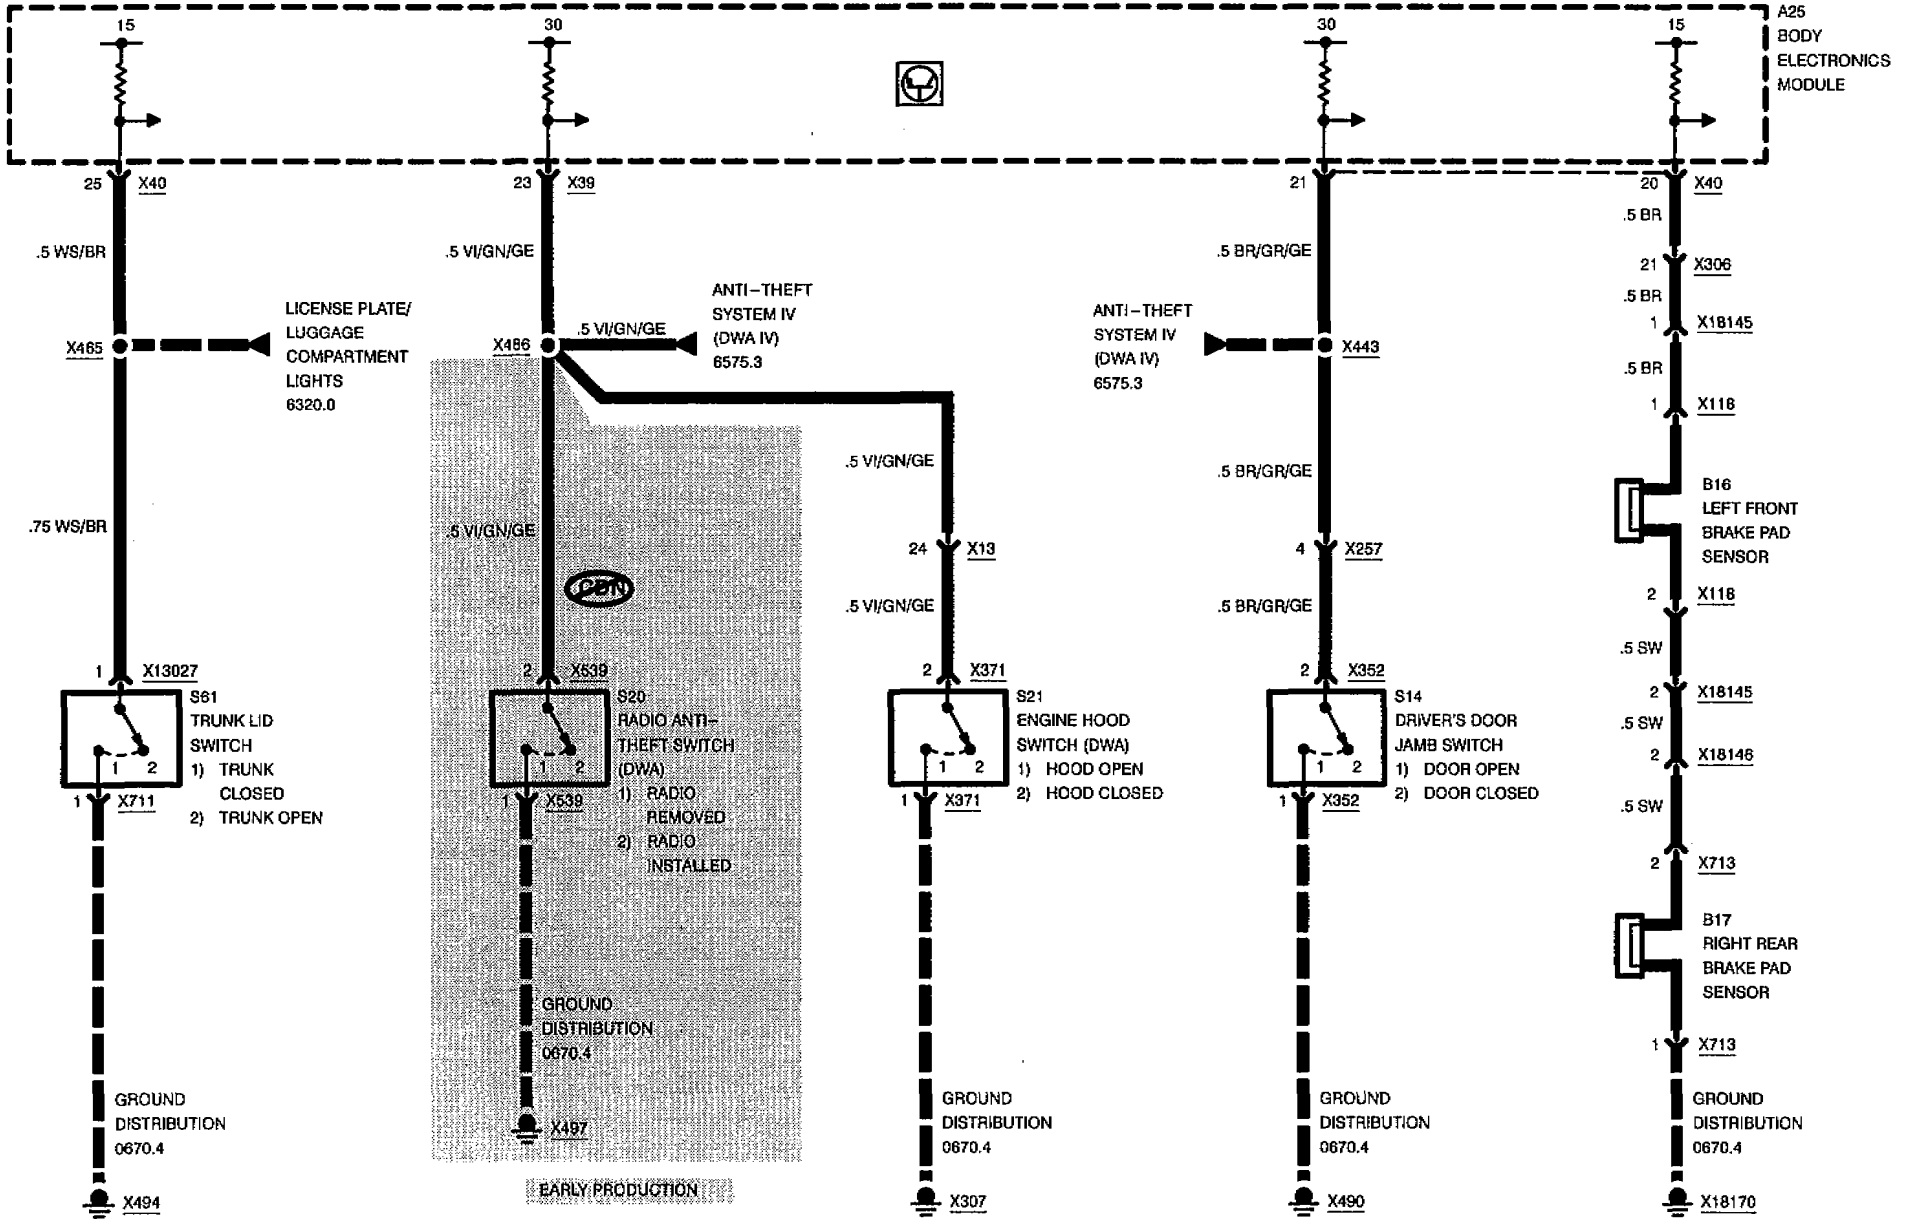 15
30
30
15
A25
BODY
ELECTRONICS
MODULE
25
X40
23
X39
21
20
X40
.5 WS/BR
.5 VI/GN/GE
.5 BR/GR/GE
.5 BR
21
X306
.5 BR
1
X18145
.5 BR
1
X118
X465
LICENSE PLATE/
LUGGAGE
COMPARTMENT
LIGHTS
6320.0
X486
.5 VI/GN/GE
ANTI-THEFT
SYSTEM IV
(DWA IV)
6575.3
ANTI-THEFT
SYSTEM IV
(DWA IV)
6575.3
X443
.75 WS/BR
.5 VI/GN/GE
CDN
.5 VI/GN/GE
24
X13
.5 VI/GN/GE
.5 BR/GR/GE
4
X257
.5 BR/GR/GE
B16
LEFT FRONT
BRAKE PAD
SENSOR
2
X118
.5 SW
2
X18145
.5 SW
2
X18146
.5 SW
2
X713
1
X13027
S61
TRUNK LID
SWITCH
1) TRUNK
CLOSED
2) TRUNK OPEN
1 2
1
X711
2
X539
S20
RADIO ANTI-
THEFT SWITCH
(DWA)
1) RADIO
REMOVED
2) RADIO
INSTALLED
1 2
1
X539
2
X371
S21
ENGINE HOOD
SWITCH (DWA)
1) HOOD OPEN
2) HOOD CLOSED
1 2
1
X371
2
X352
S14
DRIVER'S DOOR
JAMB SWITCH
1) DOOR OPEN
2) DOOR CLOSED
1 2
1
X352
B17
RIGHT REAR
BRAKE PAD
SENSOR
1
X713
GROUND
DISTRIBUTION
0670.4
X494
GROUND
DISTRIBUTION
0670.4
X497
EARLY PRODUCTION
GROUND
DISTRIBUTION
0670.4
X307
GROUND
DISTRIBUTION
0670.4
X490
GROUND
DISTRIBUTION
0670.4
X18170